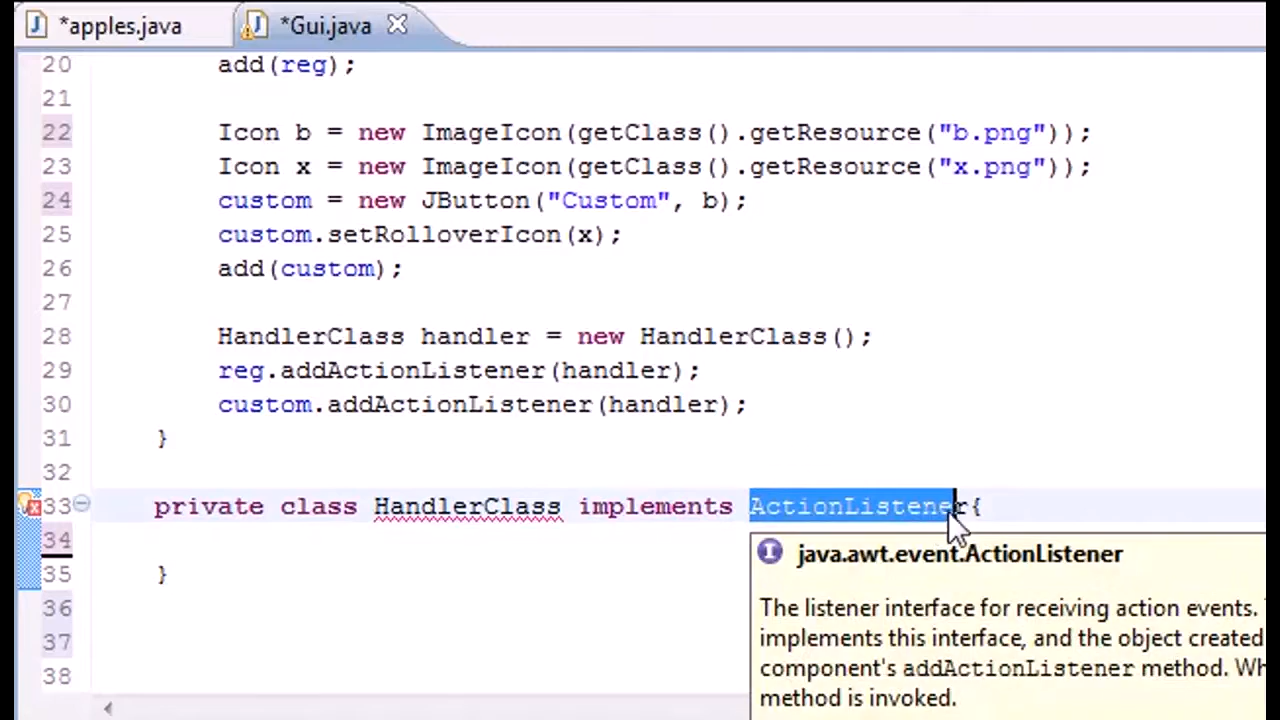 *apples.java
*Gui.java
20 add(reg);
21
22 Icon b = new ImageIcon(getClass().getResource("b.png"));
23 Icon x = new ImageIcon(getClass().getResource("x.png"));
24 custom = new JButton("Custom", b);
25 custom.setRolloverIcon(x);
26 add(custom);
27
28 HandlerClass handler = new HandlerClass();
29 reg.addActionListener(handler);
30 custom.addActionListener(handler);
31 }
32
33 private class HandlerClass implements ActionListener{
34
java.awt.event.ActionListener
35 }
36
The listener interface for receiving action events.
37
implements this interface, and the object created
38
component's addActionListener method. Wh
method is invoked.